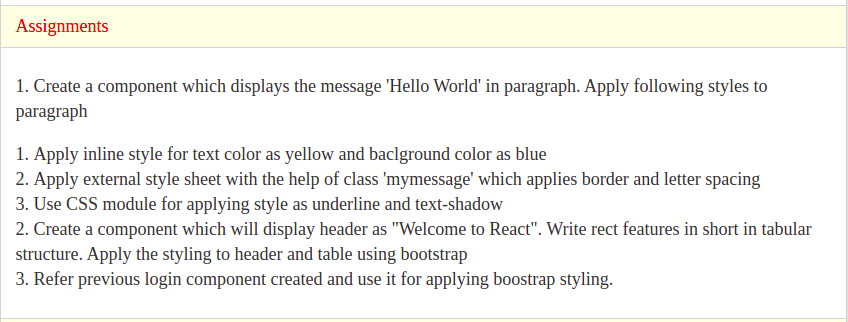 Assignments
1. Create a component which displays the message 'Hello World' in paragraph. Apply following styles to
paragraph
1. Apply inline style for text color as yellow and baclground color as blue
2. Apply external style sheet with the help of class 'mymessage' which applies border and letter spacing
3. Use CSS module for applying style as underline and text-shadow
2. Create a component which will display header as "Welcome to React". Write rect features in short in tabular
structure. Apply the styling to header and table using bootstrap
3. Refer previous login component created and use it for applying boostrap styling.